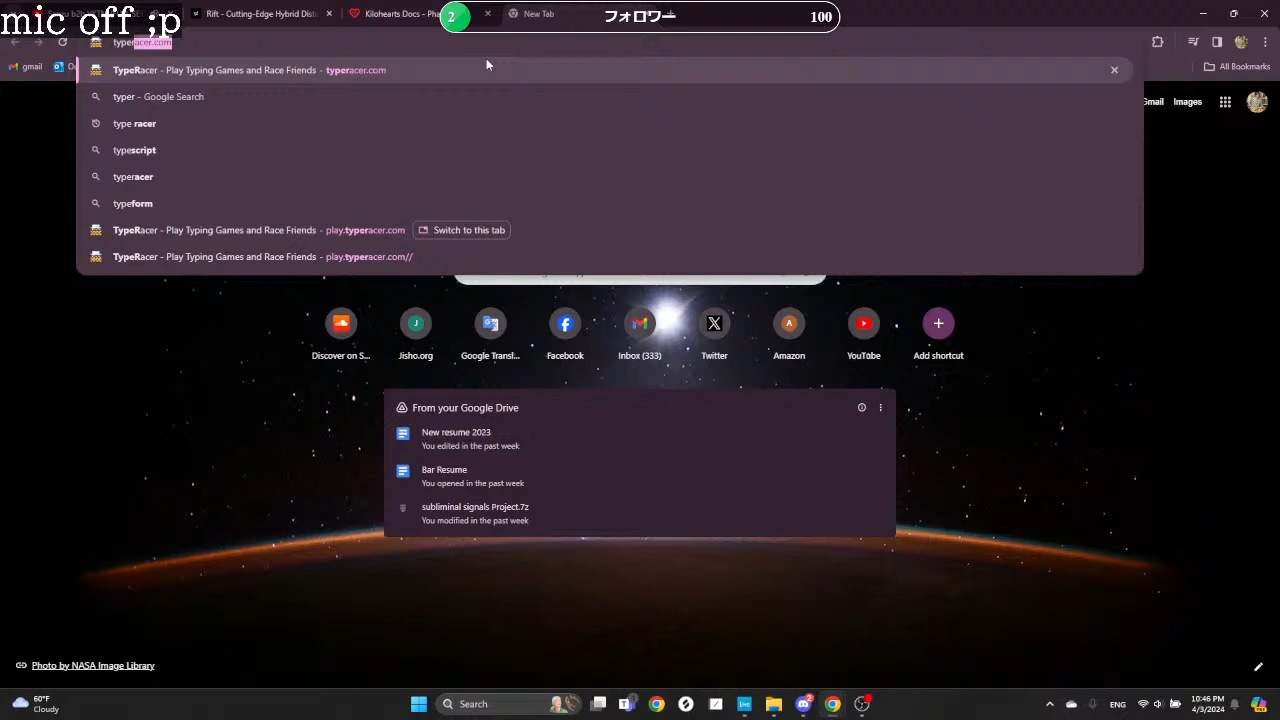 mic off ;p
Rift - Cutting-Edge Hybrid Dist
Kilohearts Docs - Pha
New Tab
2 フォロワー 100
typeracer.com
gmail
All Bookmarks
TypeRacer - Play Typing Games and Race Friends - typeracer.com
typer - Google Search
type racer
typescript
typeracer
typeform
TypeRacer - Play Typing Games and Race Friends - play.typeracer.com Switch to this tab
TypeRacer - Play Typing Games and Race Friends - play.typeracer.com//
Gmail Images
Discover on S... Jisho.org Google Transl... Facebook Inbox (333) Twitter Amazon YouTube Add shortcut
From your Google Drive
New resume 2023
You edited in the past week
Bar Resume
You opened in the past week
subliminal signals Project.7z
You modified in the past week
Photo by NASA Image Library
60°F
Cloudy
Search
ENG
10:46 PM
4/3/2024